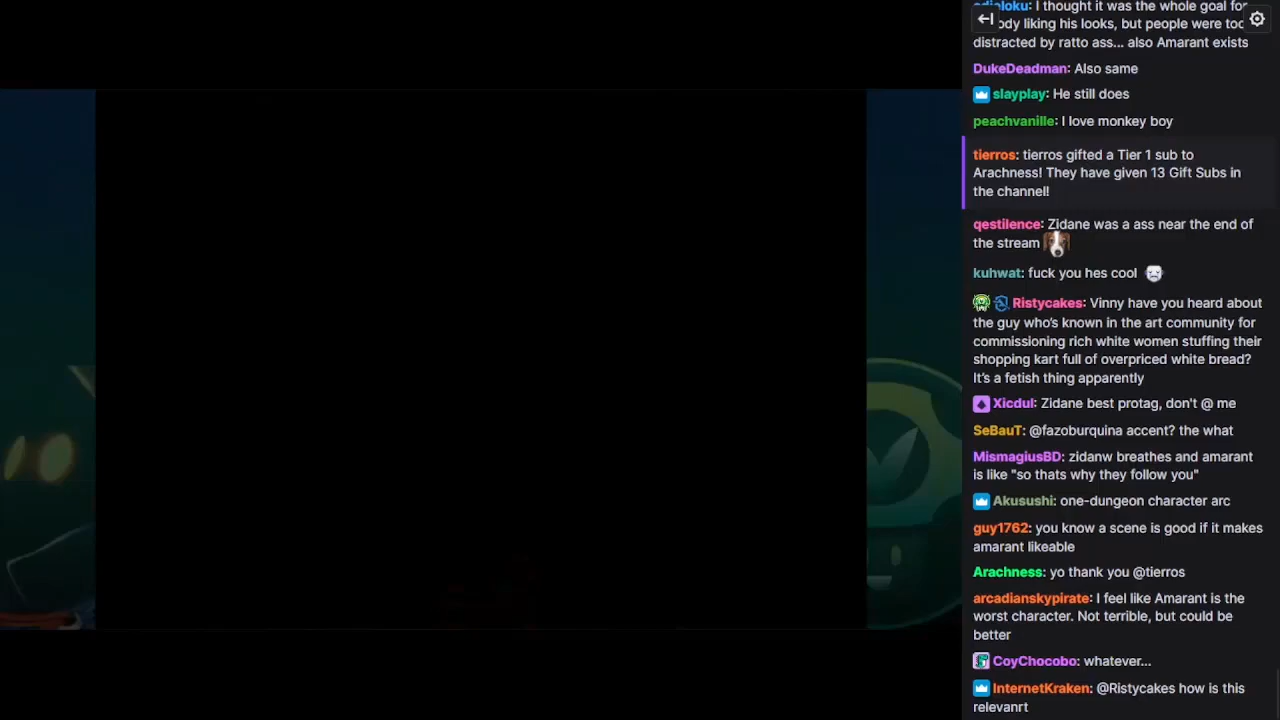 adieloku: I thought it was the whole goal for
ody liking his looks, but people were too
distracted by ratto ass... also Amarant exists
DukeDeadman: Also same
slayplay: He still does
peachvanille: I love monkey boy
tierros: tierros gifted a Tier 1 sub to
Arachness! They have given 13 Gift Subs in
the channel!
qestilence: Zidane was a ass near the end of
the stream
kuhwat: fuck you hes cool
Ristycakes: Vinny have you heard about
the guy who's known in the art community for
commissioning rich white women stuffing their
shopping kart full of overpriced white bread?
It's a fetish thing apparently
Xicdul: Zidane best protag, don't @ me
SeBauT: @fazoburquina accent? the what
MismagiusBD: zidanw breathes and amarant
is like "so thats why they follow you"
Akusushi: one-dungeon character arc
guy1762: you know a scene is good if it makes
amarant likeable
Arachness: yo thank you @tierros
arcadianskypirate: I feel like Amarant is the
worst character. Not terrible, but could be
better
CoyChocobo: whatever...
InternetKraken: @Ristycakes how is this
relevanrt